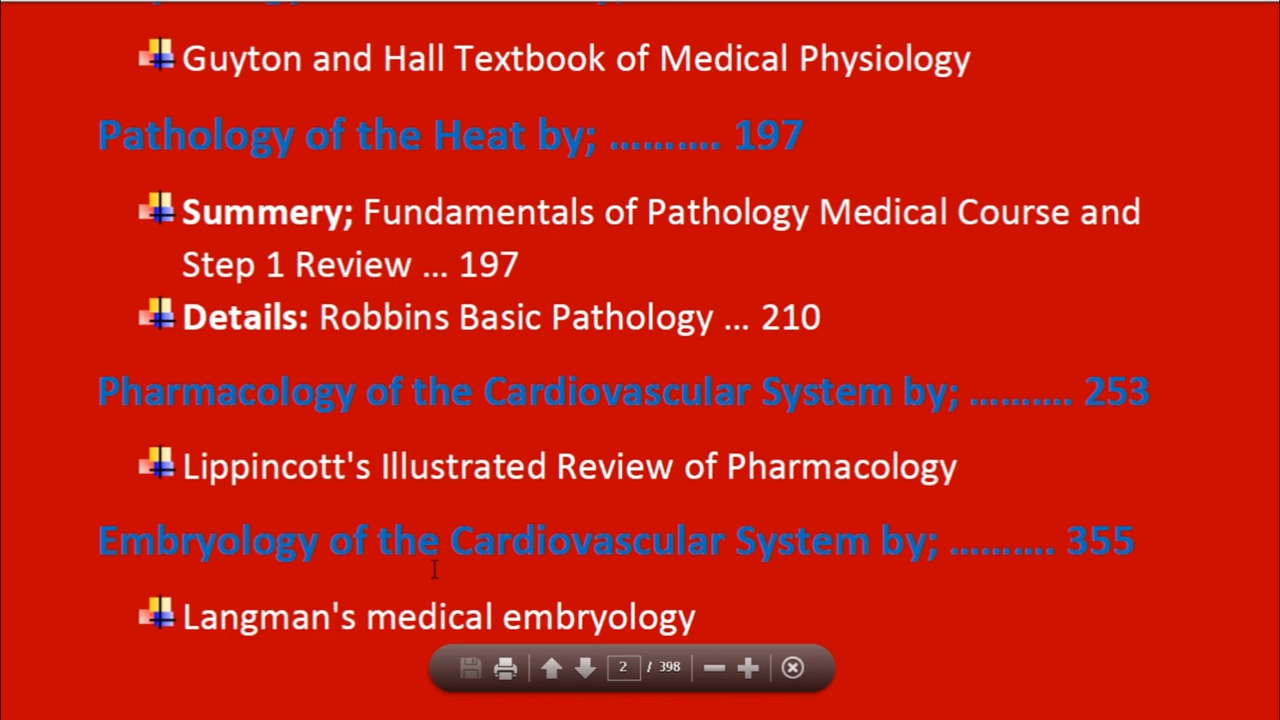 Guyton and Hall Textbook of Medical Physiology
Pathology of the Heat by; .......... 197
Summery; Fundamentals of Pathology Medical Course and
Step 1 Review ... 197
Details: Robbins Basic Pathology ... 210
Pharmacology of the Cardiovascular System by; .......... 253
Lippincott's Illustrated Review of Pharmacology
Embryology of the Cardiovascular System by; .......... 355
Langman's medical embryology
2 / 398